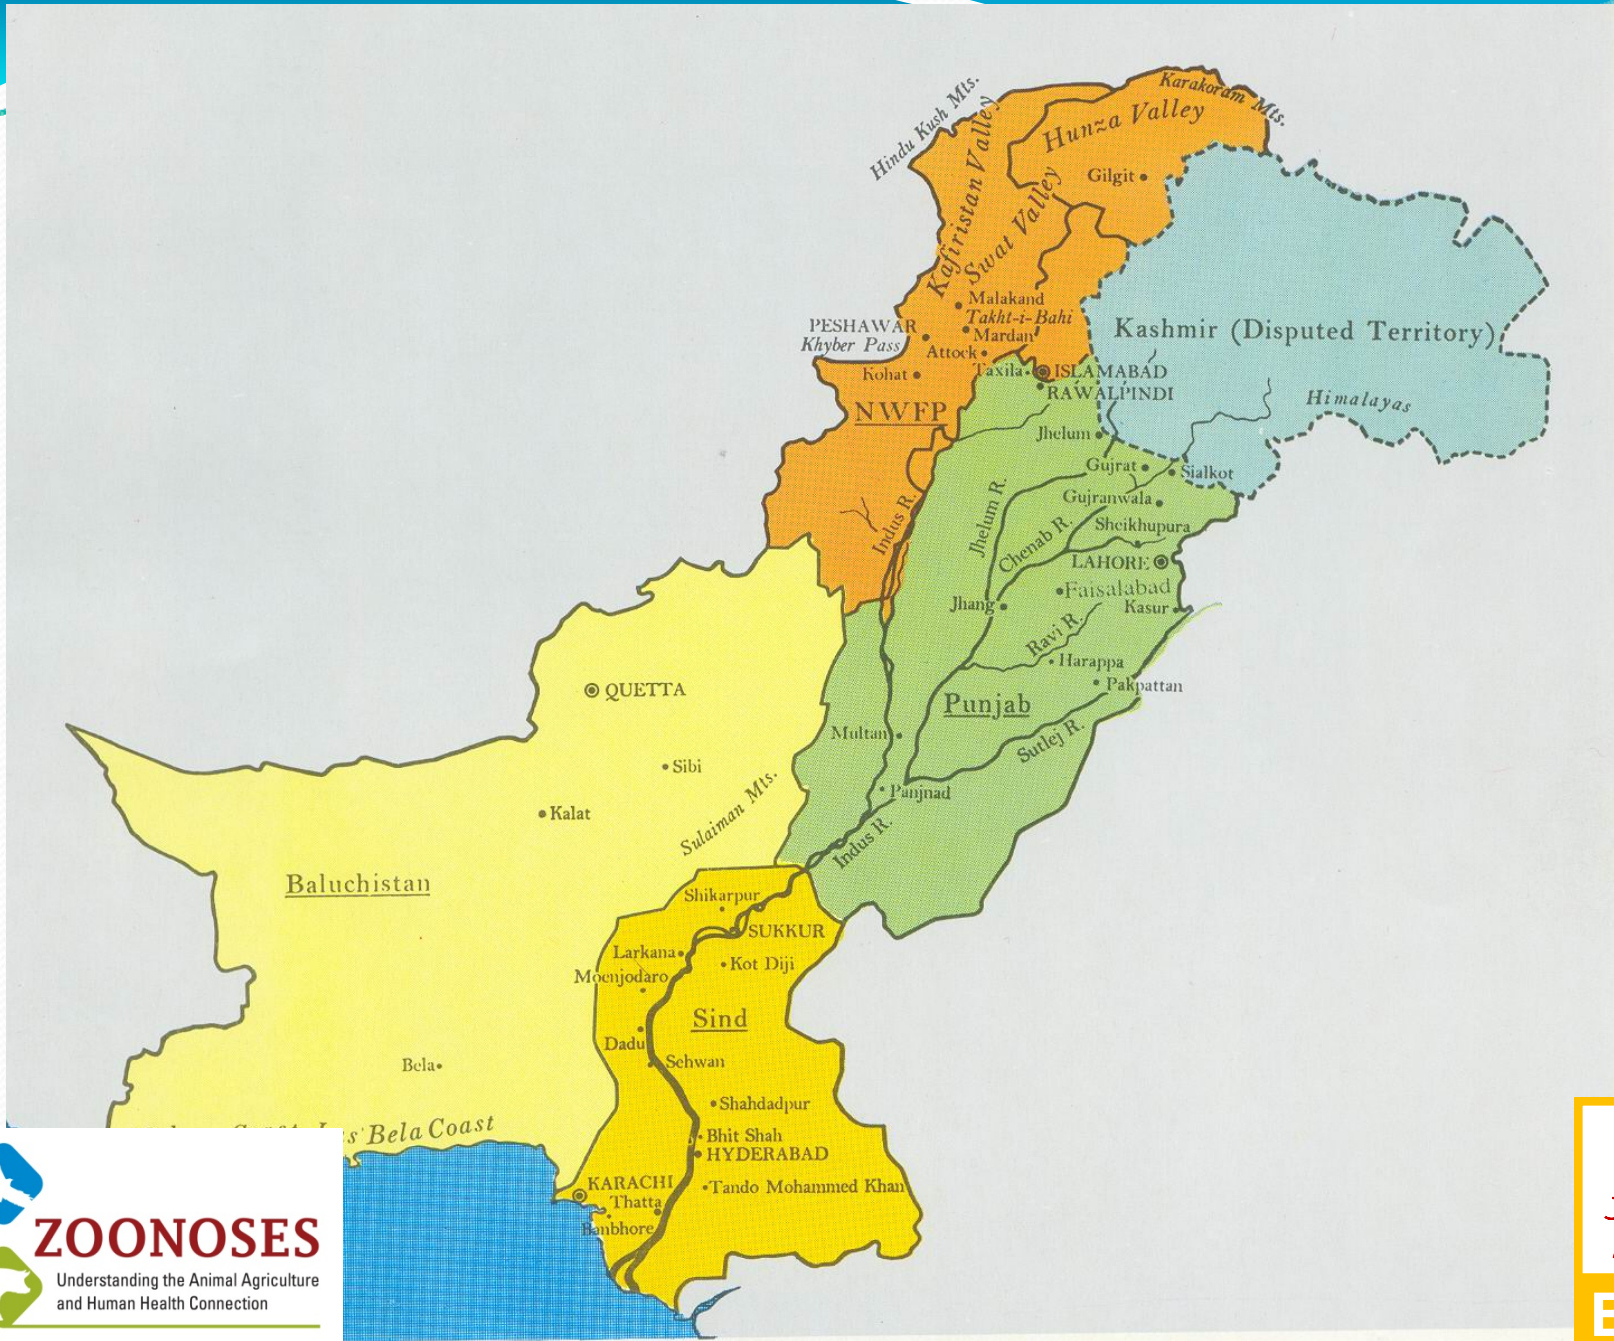 Karakoram Mts.
Hindu Kush Mts.
Hunza Valley
Kafiristan Valley
Gilgit
Swat Valley
Malakand
PESHAWAR
Takht-i-Bahi
Kashmir (Disputed Territory)
Khyber Pass
Mardan
Attock
Kohat
Taxila
ISLAMABAD
RAWALPINDI
Himalayas
NWFP
Jhelum
Gujrat
Sialkot
Gujranwala
Indus R.
Jhelum R.
Chenab R.
Sheikhupura
LAHORE
Faisalabad
Jhang
Kasur
Ravi R.
Harappa
Pakpattan
QUETTA
Punjab
Multan
Sutlej R.
Sibi
Panjnad
Kalat
Sulaiman Mts.
Indus R.
Baluchistan
Shikarpur
SUKKUR
Larkana
Kot Diji
Moenjodaro
Sind
Dadu
Sehwan
Bela
Shahdadpur
Bela Coast
Bhit Shah
HYDERABAD
KARACHI
Tando Mohammed Khan
Thatta
Banbhore
ZOONOSES
Understanding the Animal Agriculture
and Human Health Connection